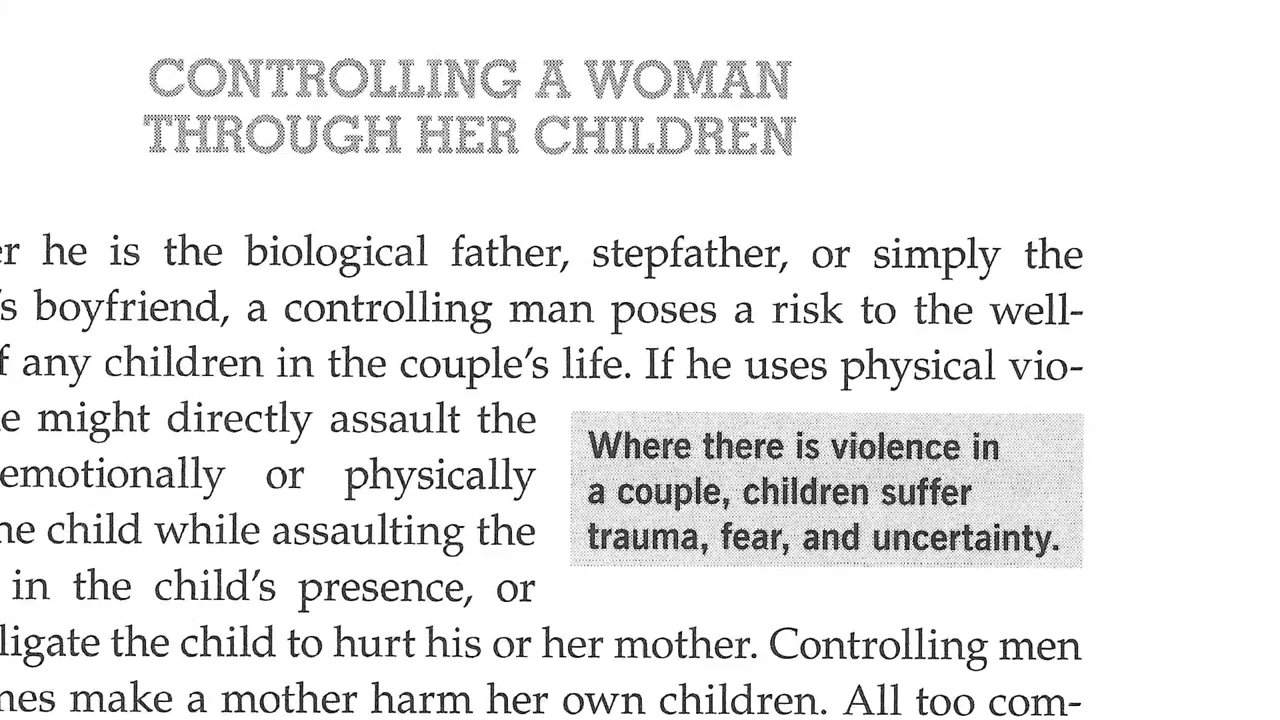 CONTROLLING A WOMAN
THROUGH HER CHILDREN
he is the biological father, stepfather, or simply the
boyfriend, a controlling man poses a risk to the well-
any children in the couple's life. If he uses physical vio-
might directly assault the
emotionally or physically
child while assaulting the
in the child's presence, or
Where there is violence in
a couple, children suffer
trauma, fear, and uncertainty.
the child to hurt his or her mother. Controlling men
make a mother harm her own children. All too com-